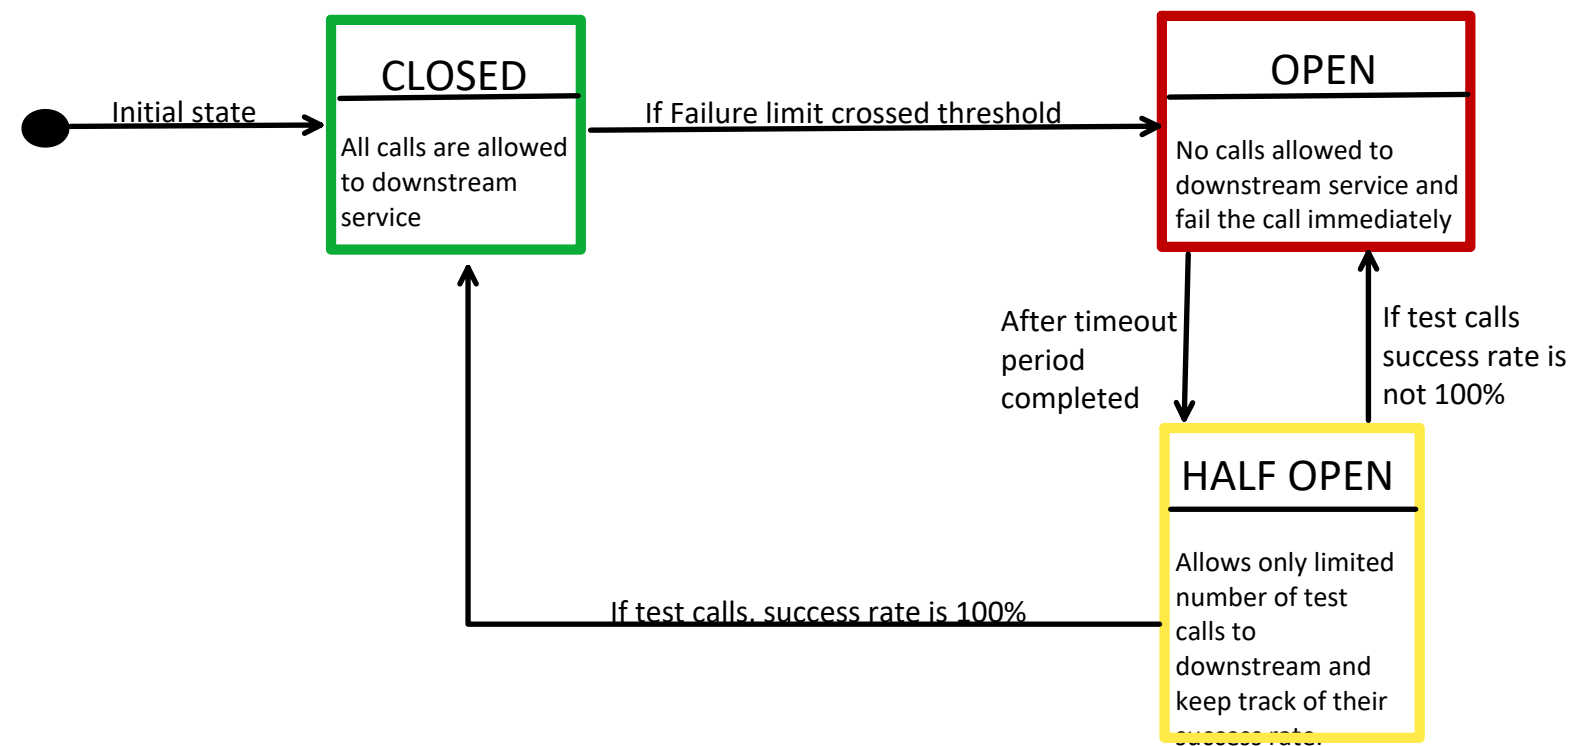 CLOSED
OPEN
Initial state
If Failure limit crossed threshold
All calls are allowed
to downstream
service
No calls allowed to
downstream service and
fail the call immediately
After timeout
period
completed
If test calls
success rate is
not 100%
HALF OPEN
Allows only limited
number of test
calls to
downstream and
keep track of their
success rate.
If test calls, success rate is 100%